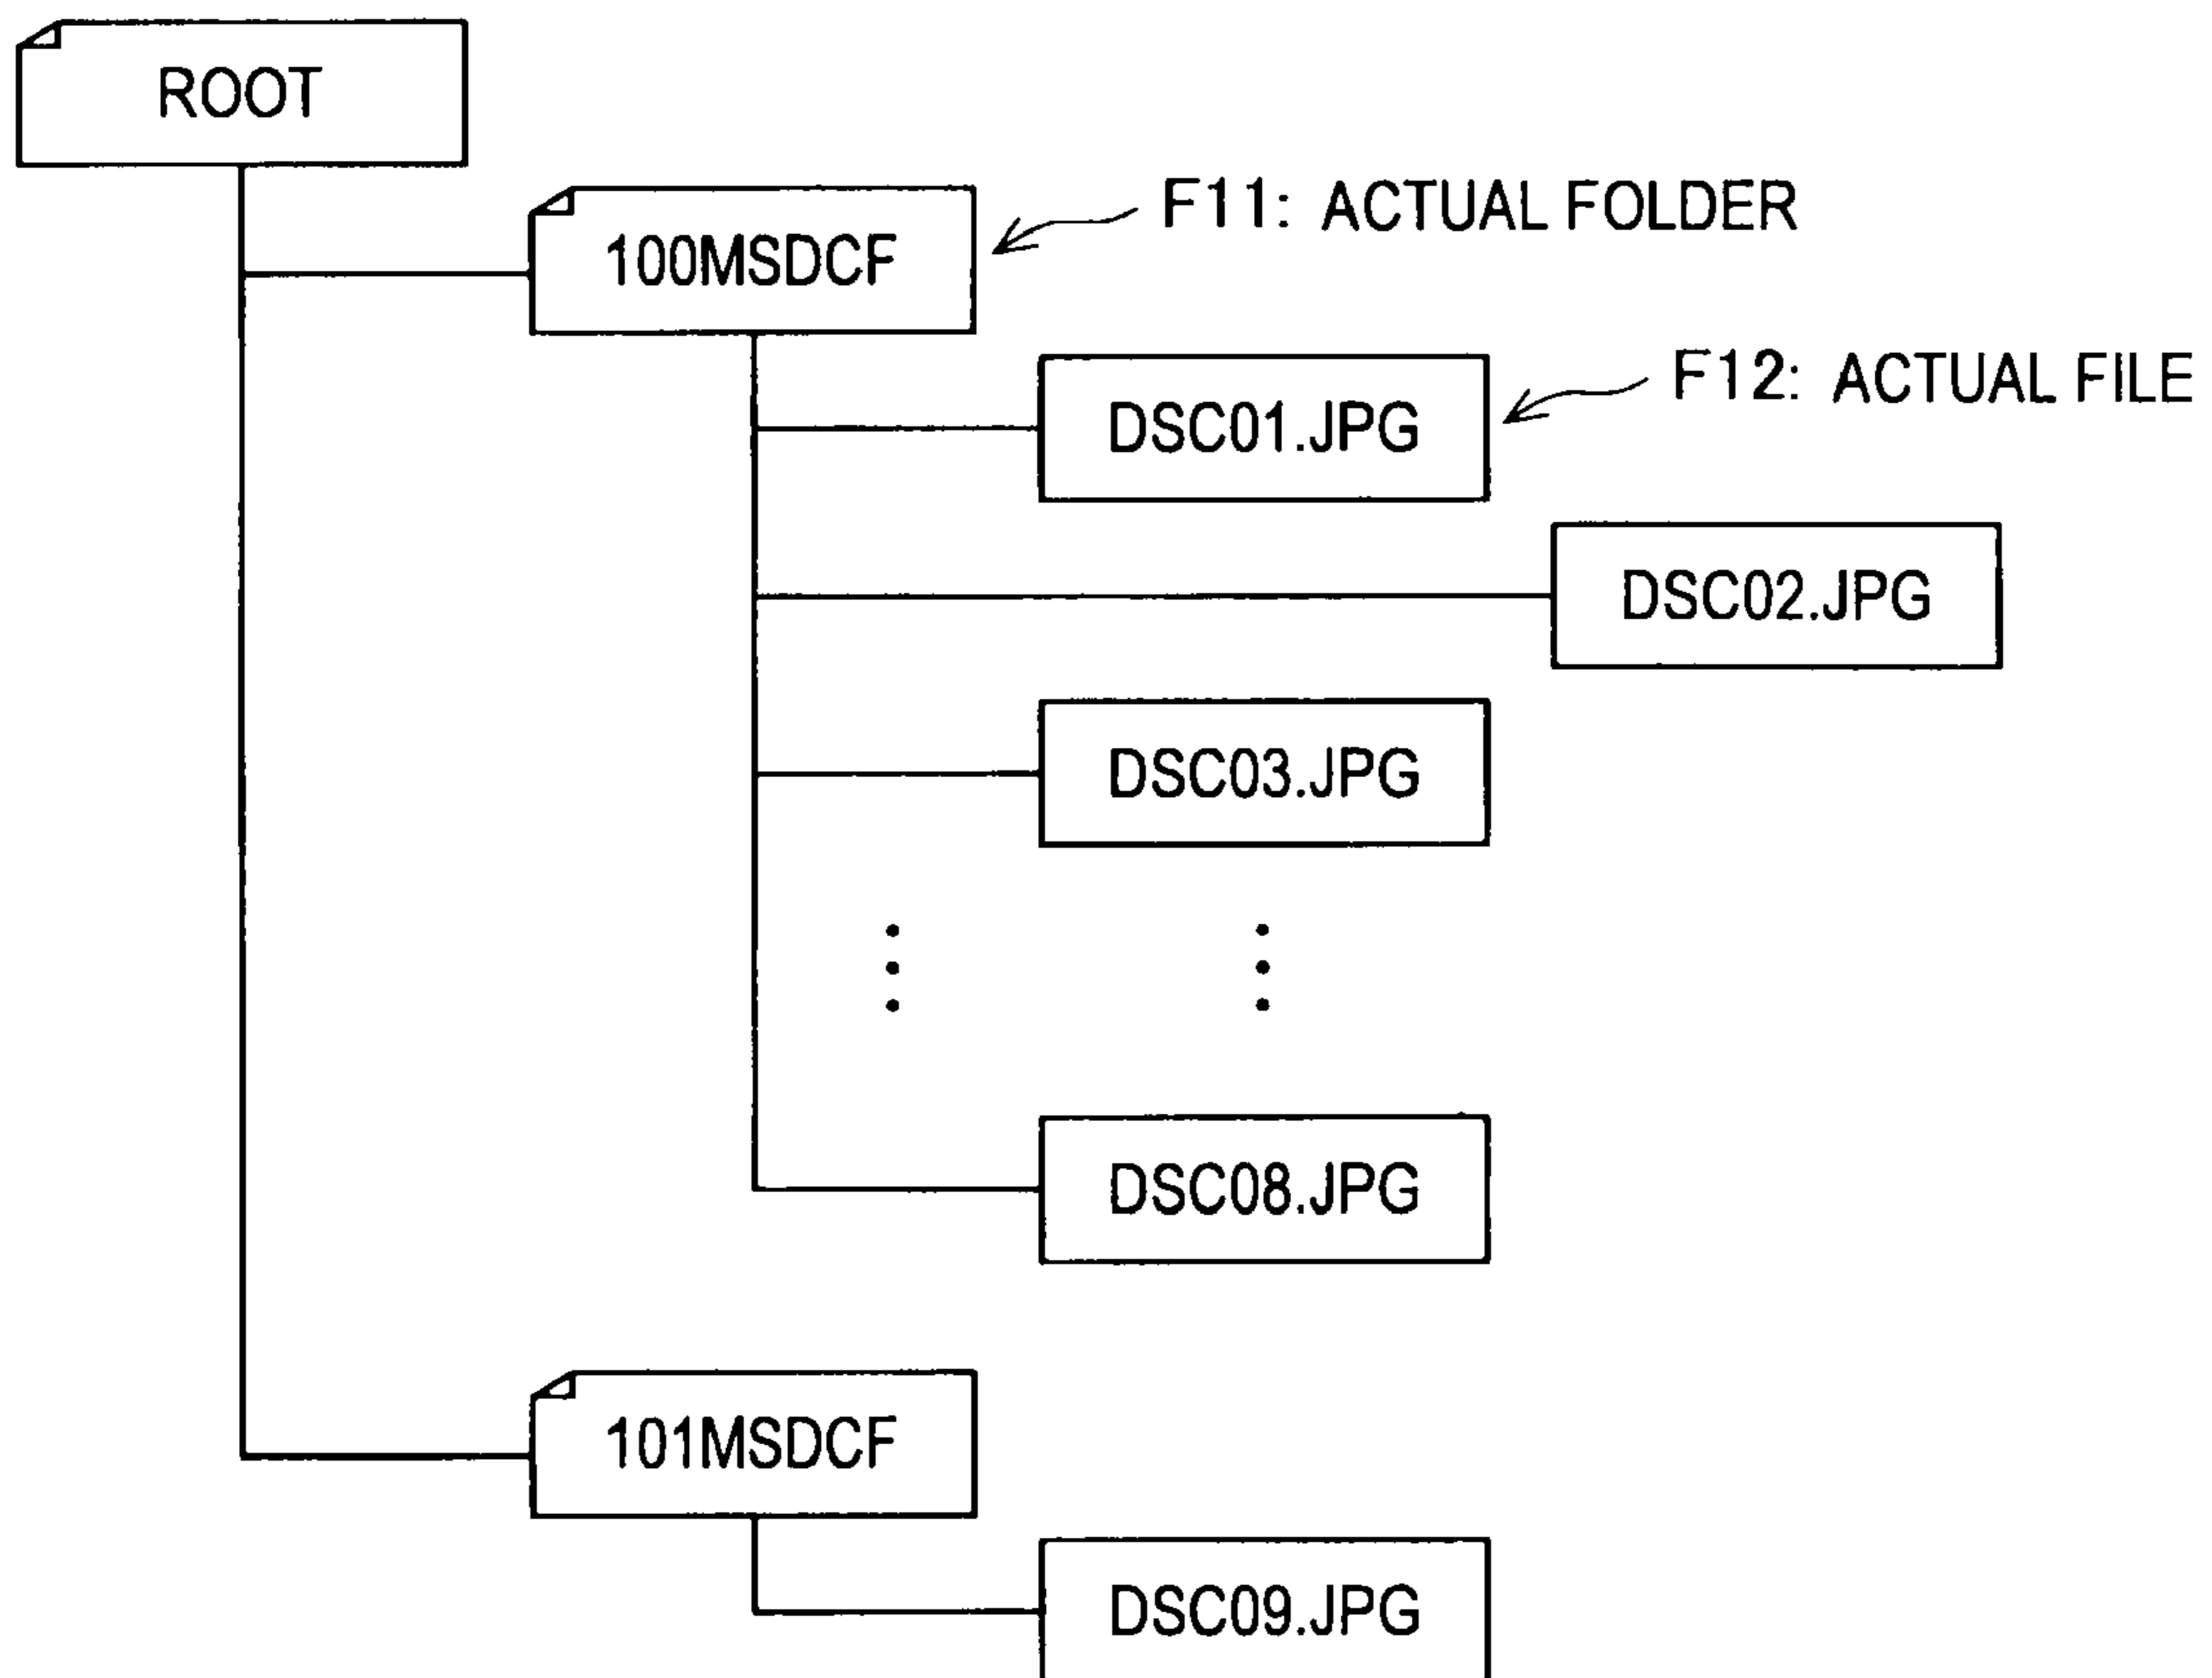 ROOT
100MSDCF
F11: ACTUAL FOLDER
DSC01.JPG
F12: ACTUAL FILE
DSC02.JPG
DSC03.JPG
DSC08.JPG
101MSDCF
DSC09.JPG